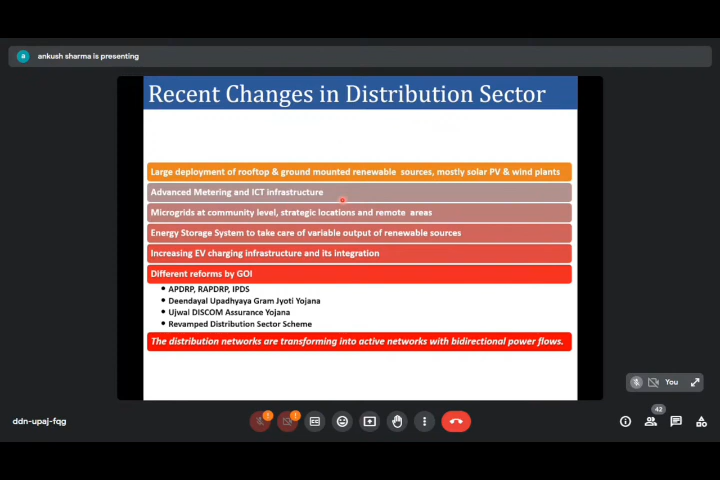 a ankush sharma is presenting
Recent Changes in Distribution Sector
Large deployment of rooftop & ground mounted renewable sources, mostly solar PV & wind plants
Advanced Metering and ICT infrastructure
Microgrids at community level, strategic locations and remote areas
Energy Storage System to take care of variable output of renewable sources
Increasing EV charging infrastructure and its integration
Different reforms by GOI
• APDRP, RAPDRP, IPDS
• Deendayal Upadhyaya Gram Jyoti Yojana
• Ujwal DISCOM Assurance Yojana
• Revamped Distribution Sector Scheme
The distribution networks are transforming into active networks with bidirectional power flows.
You
ddn-upaj-fqg
42